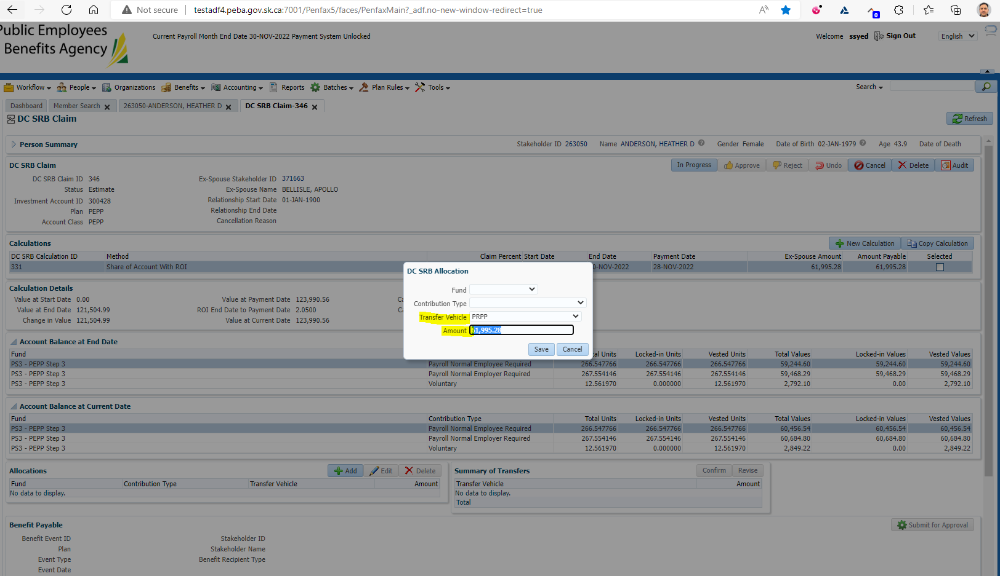 Not secure testadf4.peba.gov.sk.ca:7001/Penfax5/faces/PenfaxMain?_adf.no-new-window-redirect=true
0
Public Employees
Benefits Agency
Current Payroll Month End Date 30-NOV-2022 Payment System Unlocked
Welcome ssyed Sign Out English
Workflow People Organizations Benefits Accounting Reports Batches Plan Rules Tools Search
Dashboard Member Search 263050-ANDERSON, HEATHER D DC SRB Claim-346
DC SRB Claim Refresh
Person Summary Stakeholder ID 263050 Name ANDERSON, HEATHER D Gender Female Date of Birth 02-JAN-1979 Age 43.9 Date of Death
DC SRB Claim In Progress Approve Reject Undo Cancel Delete Audit
DC SRB Claim ID 346 Ex-Spouse Stakeholder ID 371663
Status Estimate Ex-Spouse Name BELLISLE, APOLLO
Investment Account ID 300428 Relationship Start Date 01-JAN-1900
Plan PEPP Relationship End Date
Account Class PEPP Cancellation Reason
Calculations New Calculation Copy Calculation
DC SRB Calculation ID Method Claim Percent Start Date End Date Payment Date Ex-Spouse Amount Amount Payable Selected
331 Share of Account With ROI 0-NOV-2022 28-NOV-2022 61,995.28 61,995.28
Calculation Details
Value at Start Date 0.00 Value at Payment Date 123,990.56 Ca
Value at End Date 121,504.99 ROI End Date to Payment Date 2.0500 Ca
Change in Value 121,504.99 Value at Current Date 123,990.56
DC SRB Allocation
Fund
Contribution Type
Transfer Vehicle PRPP
Amount 61,995.28
Save Cancel
Account Balance at End Date
Fund tal Units Locked-in Units Vested Units Total Values Locked-in Values Vested Values
PS3 - PEPP Step 3 Payroll Normal Employee Required 266.547766 266.547766 266.547766 59,244.60 59,244.60 59,244.60
PS3 - PEPP Step 3 Payroll Normal Employer Required 267.554146 267.554146 267.554146 59,468.29 59,468.29 59,468.29
PS3 - PEPP Step 3 Voluntary 12.561970 0.000000 12.561970 2,792.10 0.00 2,792.10
Account Balance at Current Date
Fund Contribution Type Total Units Locked-in Units Vested Units Total Values Locked-in Values Vested Values
PS3 - PEPP Step 3 Payroll Normal Employee Required 266.547766 266.547766 266.547766 60,456.54 60,456.54 60,456.54
PS3 - PEPP Step 3 Payroll Normal Employer Required 267.554146 267.554146 267.554146 60,684.80 60,684.80 60,684.80
PS3 - PEPP Step 3 Voluntary 12.561970 0.000000 12.561970 2,849.22 0.00 2,849.22
Allocations Add Edit Delete
Fund Contribution Type Transfer Vehicle Amount
No data to display.
Summary of Transfers Confirm Revise
Transfer Vehicle Amount
No data to display.
Total
Benefit Payable Submit for Approval
Benefit Event ID Stakeholder ID
Plan Stakeholder Name
Event Type Benefit Recipient Type
Event Date